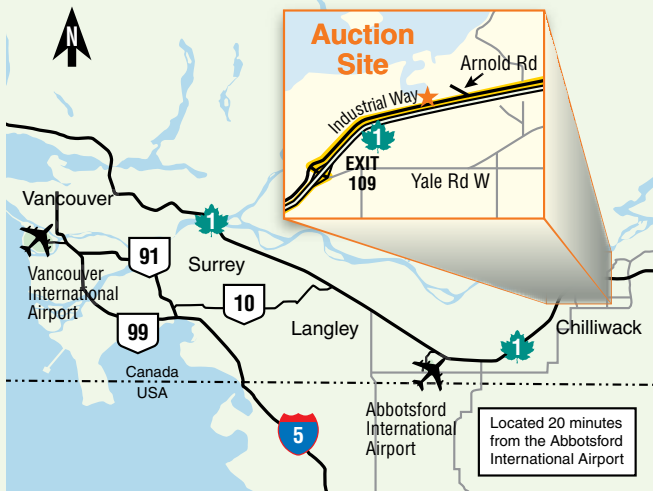 N
Auction
Site
Arnold Rd
Industrial Way
1
EXIT
109
Yale Rd W
Vancouver
1
91
Surrey
Vancouver
International
Airport
10
99
Langley
Chilliwack
1
Canada
USA
Abbotsford
International
Airport
5
Located 20 minutes
from the Abbotsford
International Airport